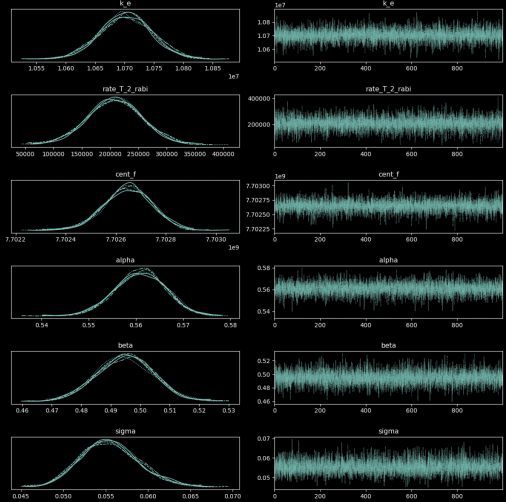 k_e k_e
1.08
1.07
1.06
1e7
1.055 1.060 1.065 1.070 1.075 1.080 1.085
1e7
0 200 400 600 800
rate_T_2_rabi rate_T_2_rabi
400000
200000
50000 100000 150000 200000 250000 300000 350000 400000
0 200 400 600 800
cent_f cent_f
1e9
7.70300
7.70275
7.70250
7.70225
7.7022 7.7024 7.7026 7.7028 7.7030
1e9
0 200 400 600 800
alpha alpha
0.58
0.56
0.54
0.54 0.55 0.56 0.57 0.58
0 200 400 600 800
beta beta
0.52
0.50
0.48
0.46
0.46 0.47 0.48 0.49 0.50 0.51 0.52 0.53
0 200 400 600 800
sigma sigma
0.07
0.06
0.05
0.045 0.050 0.055 0.060 0.065 0.070
0 200 400 600 800